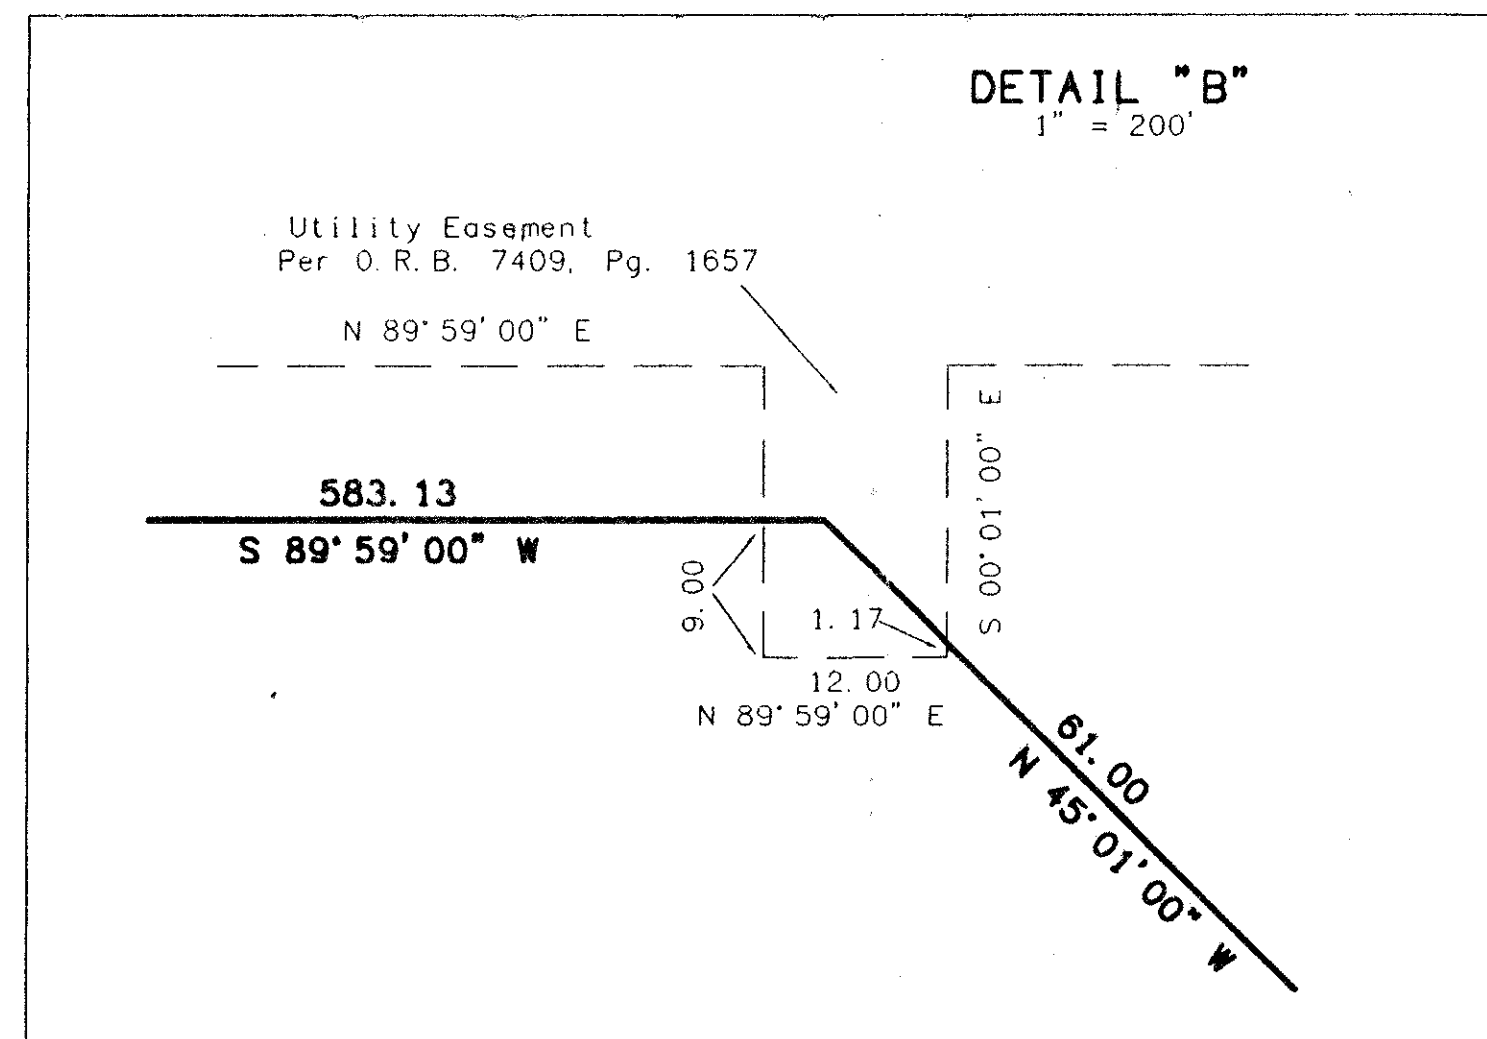 DETAIL "B"
1" = 200'
Utility Easement
Per O.R.B. 7409, Pg. 1657
N 89°59'00" E
S 00°01'00" E
583.13
S 89°59'00" W
9.00
1.17
12.00
N 89°59'00" E
61.00
N 45°01'00" W